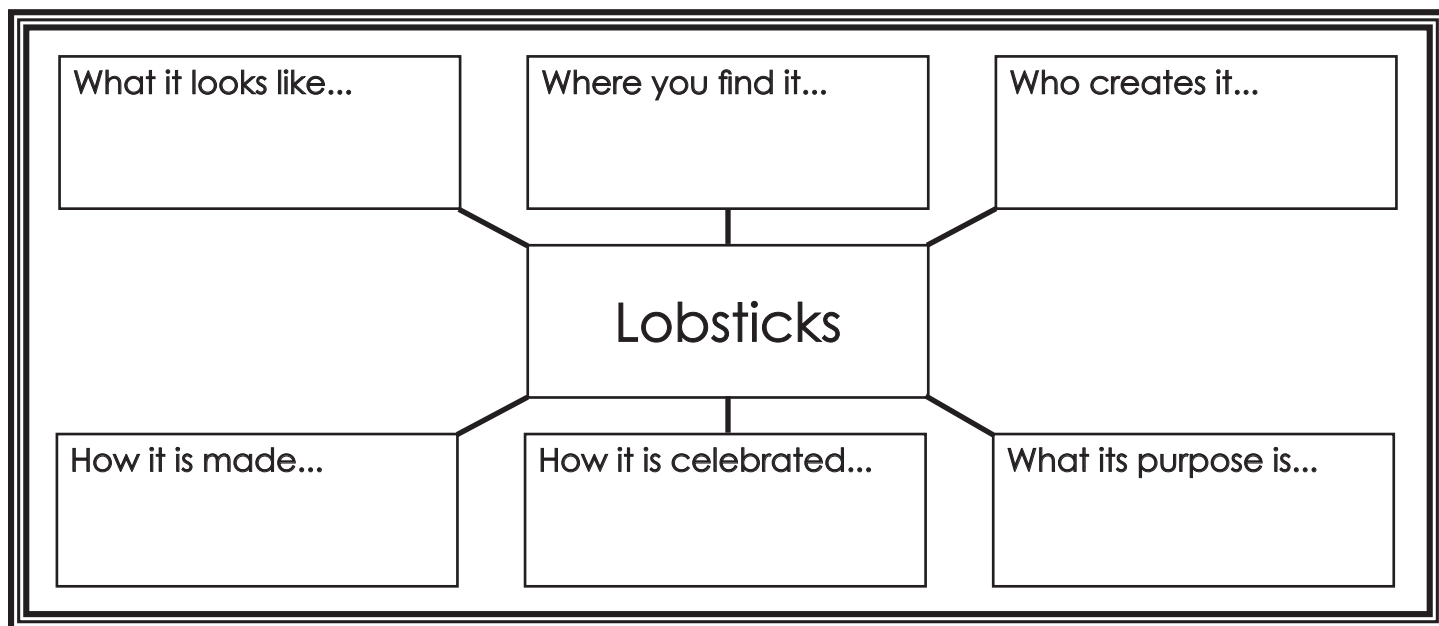 What it looks like...
Where you find it...
Who creates it...
Lobsticks
How it is made...
How it is celebrated...
What its purpose is...